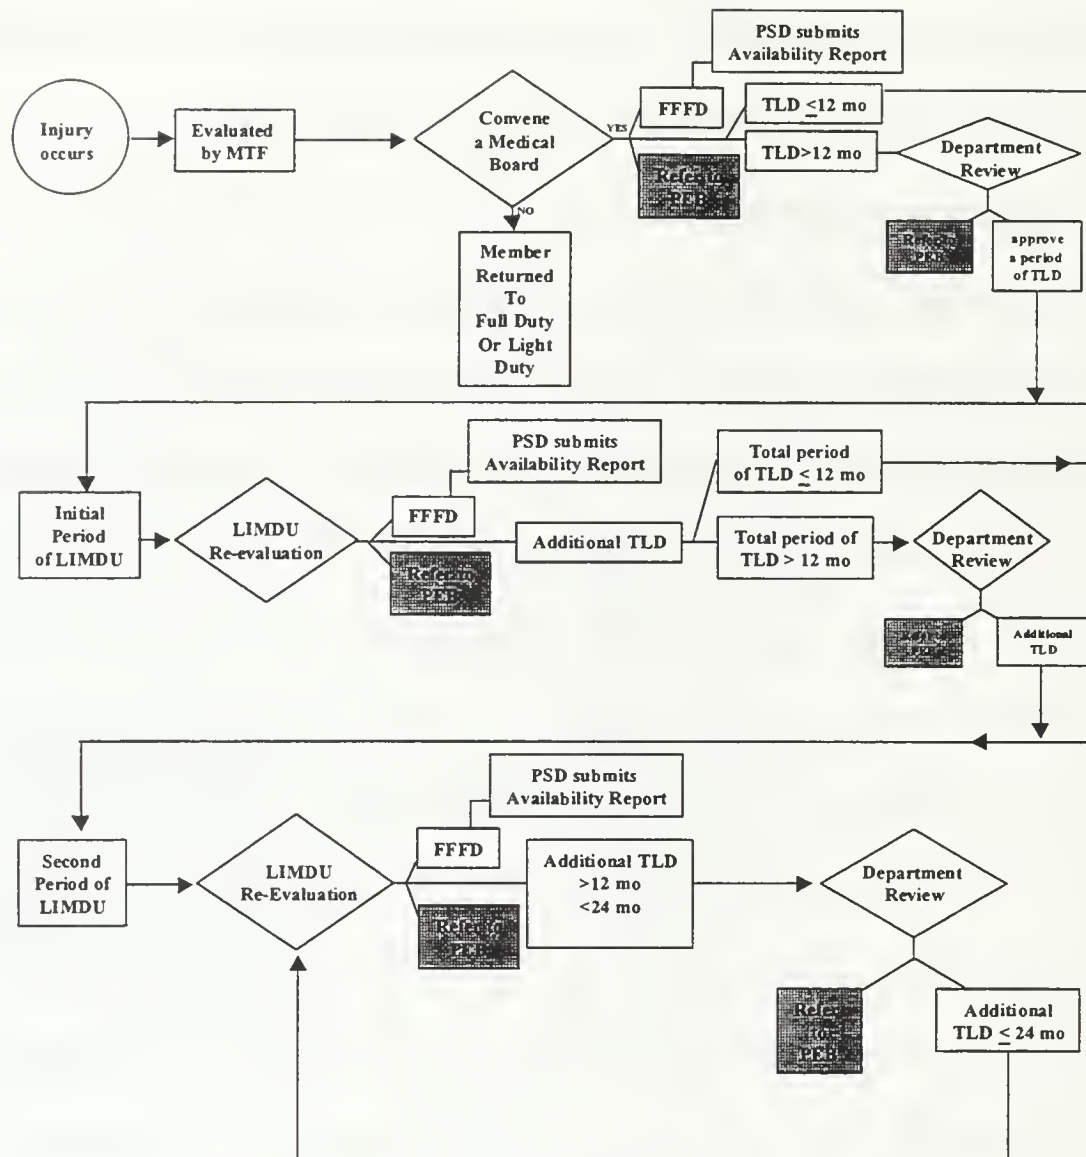 PSD submits
Availability Report
Injury
occurs
Evaluated
by MTF
Convene
a Medical
Board
YES
NO
FFFD
TLD ≤12 mo
TLD>12 mo
Refer to
PEB
Department
Review
Refer to
PEB
approve
a period
of TLD
Member
Returned
To
Full Duty
Or Light
Duty
PSD submits
Availability Report
Initial
Period
of LIMDU
LIMDU
Re-evaluation
FFFD
Refer to
PEB
Additional TLD
Total period
of TLD ≤ 12 mo
Total period of
TLD > 12 mo
Department
Review
Additional
TLD
PSD submits
Availability Report
Second
Period of
LIMDU
LIMDU
Re-Evaluation
FFFD
Refer to
PEB
Additional TLD
>12 mo
<24 mo
Department
Review
Refer
to
PEB
Additional
TLD ≤ 24 mo